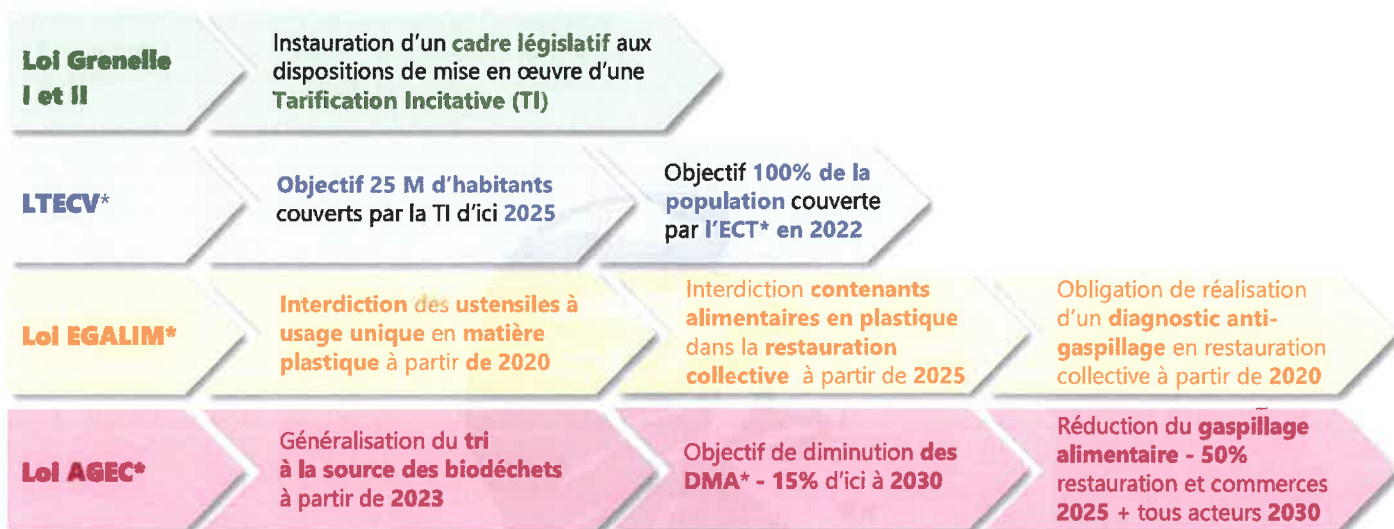 Loi Grenelle
I et II
Instauration d'un cadre législatif aux
dispositions de mise en œuvre d'une
Tarification Incitative (TI)
LTECV*
Objectif 25 M d'habitants
couverts par la TI d'ici 2025
Objectif 100% de la
population couverte
par l'ECT* en 2022
Loi EGALIM*
Interdiction des ustensiles à
usage unique en matière
plastique à partir de 2020
Interdiction contenants
alimentaires en plastique
dans la restauration
collective à partir de 2025
Obligation de réalisation
d'un diagnostic anti-
gaspillage en restauration
collective à partir de 2020
Loi AGEC*
Généralisation du tri
à la source des biodéchets
à partir de 2023
Objectif de diminution des
DMA* - 15% d'ici à 2030
Réduction du gaspillage
alimentaire - 50%
restauration et commerces
2025 + tous acteurs 2030